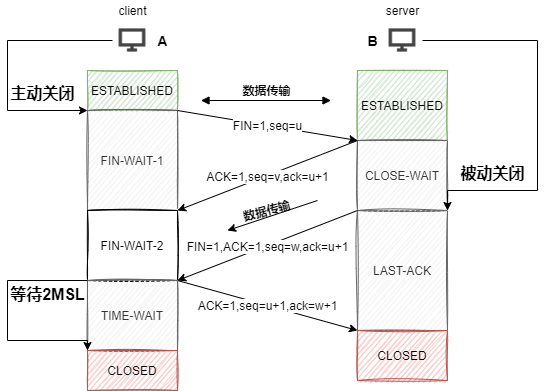 client
server
A
B
主动关闭
ESTABLISHED
数据传输
ESTABLISHED
FIN=1,seq=u
FIN-WAIT-1
ACK=1,seq=v,ack=u+1
CLOSE-WAIT
被动关闭
数据传输
FIN-WAIT-2
FIN=1,ACK=1,seq=w,ack=u+1
LAST-ACK
等待2MSL
TIME-WAIT
ACK=1,seq=u+1,ack=w+1
CLOSED
CLOSED